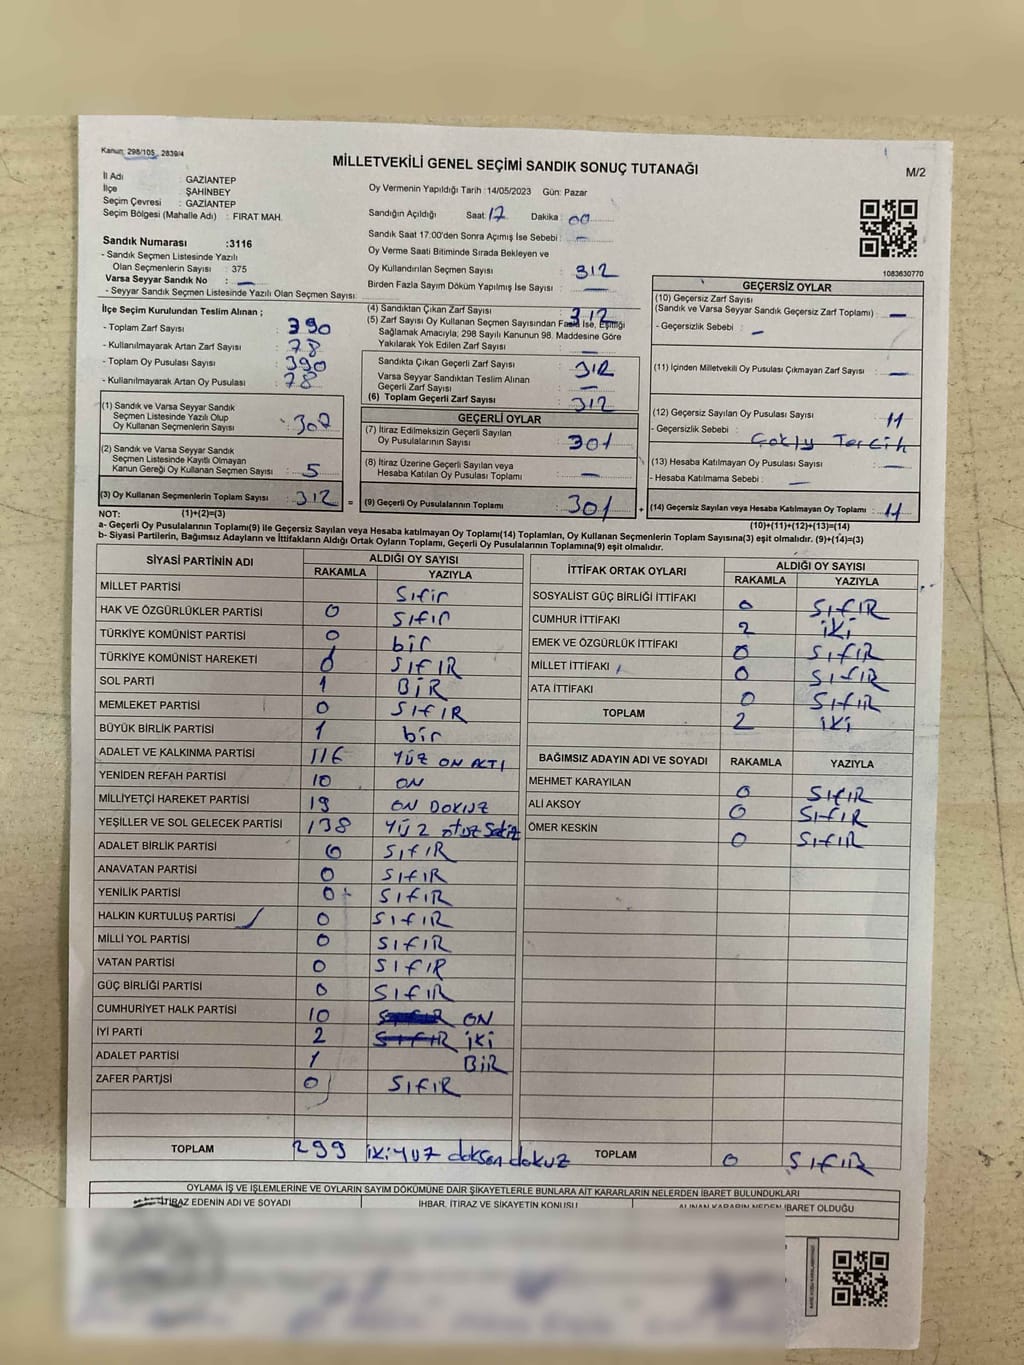 Kanun: 298/105, 2839/4
MİLLETVEKİLİ GENEL SEÇİMİ SANDIK SONUÇ TUTANAĞI
M/2
İl Adı : GAZİANTEP
İlçe : ŞAHİNBEY
Seçim Çevresi : GAZİANTEP
Seçim Bölgesi (Mahalle Adı) : FIRAT MAH.
Oy Vermenin Yapıldığı Tarih :14/05/2023 Gün: Pazar
Sandığın Açıldığı Saat: 17 Dakika : 00
Sandık Saat 17:00'den Sonra Açımış İse Sebebi : —
Oy Verme Saati Bitiminde Sırada Bekleyen ve
Oy Kullandırılan Seçmen Sayısı : 312
Birden Fazla Sayım Döküm Yapılmış İse Sayısı : —
1083630770
Sandık Numarası :3116
- Sandık Seçmen Listesinde Yazılı
Olan Seçmenlerin Sayısı : 375
Varsa Seyyar Sandık No : —
- Seyyar Sandık Seçmen Listesinde Yazılı Olan Seçmen Sayısı:
İlçe Seçim Kurulundan Teslim Alınan ;
- Toplam Zarf Sayısı : 390
- Kullanılmayarak Artan Zarf Sayısı : 78
- Toplam Oy Pusulası Sayısı : 390
- Kullanılmayarak Artan Oy Pusulası : 78
(1) Sandık ve Varsa Seyyar Sandık
Seçmen Listesinde Yazılı Olup
Oy Kullanan Seçmenlerin Sayısı : 307
(2) Sandık ve Varsa Seyyar Sandık
Seçmen Listesinde Kayıtlı Olmayan
Kanun Gereği Oy Kullanan Seçmen Sayısı : 5
(3) Oy Kullanan Seçmenlerin Toplam Sayısı : 312 =
(4) Sandıktan Çıkan Zarf Sayısı : 312
(5) Zarf Sayısı Oy Kullanan Seçmen Sayısından Fazla İse, Eşitliği
Sağlamak Amacıyla; 298 Sayılı Kanunun 98. Maddesine Göre
Yakılarak Yok Edilen Zarf Sayısı : —
Sandıkta Çıkan Geçerli Zarf Sayısı : 312
Varsa Seyyar Sandıktan Teslim Alınan
Geçerli Zarf Sayısı : —
(6) Toplam Geçerli Zarf Sayısı : 312
GEÇERLİ OYLAR
(7) İtiraz Edilmeksizin Geçerli Sayılan
Oy Pusulalarının Sayısı : 301
(8) İtiraz Üzerine Geçerli Sayılan veya
Hesaba Katılan Oy Pusulası Toplamı : —
(9) Geçerli Oy Pusulalarının Toplamı : 301 +
GEÇERSİZ OYLAR
(10) Geçersiz Zarf Sayısı
(Sandık ve Varsa Seyyar Sandık Geçersiz Zarf Toplamı) : —
- Geçersizlik Sebebi : —
(11) İçinden Milletvekili Oy Pusulası Çıkmayan Zarf Sayısı : —
(12) Geçersiz Sayılan Oy Pusulası Sayısı : 11
- Geçersizlik Sebebi : Çoklu Tercih
(13) Hesaba Katılmayan Oy Pusulası Sayısı : —
- Hesaba Katılmama Sebebi : —
(14) Geçersiz Sayılan veya Hesaba Katılmayan Oy Toplamı : 11
NOT: (1)+(2)=(3)
(10)+(11)+(12)+(13)=(14)
a- Geçerli Oy Pusulalarının Toplamı(9) ile Geçersiz Sayılan veya Hesaba katılmayan Oy Toplamı(14) Toplamları, Oy Kullanan Seçmenlerin Toplam Sayısına(3) eşit olmalıdır. (9)+(14)=(3)
b- Siyasi Partilerin, Bağımsız Adayların ve İttifakların Aldığı Ortak Oyların Toplamı, Geçerli Oy Pusulalarının Toplamına(9) eşit olmalıdır.
SİYASİ PARTİNİN ADI ALDIĞI OY SAYISI
RAKAMLA YAZIYLA
MİLLET PARTİSİ Sıfır
HAK VE ÖZGÜRLÜKLER PARTİSİ 0 Sıfır
TÜRKİYE KOMÜNİST PARTİSİ 0 bir
TÜRKİYE KOMÜNİST HAREKETİ 0 SIFIR
SOL PARTİ 1 BİR
MEMLEKET PARTİSİ 0 SIFIR
BÜYÜK BİRLİK PARTİSİ 1 bir
ADALET VE KALKINMA PARTİSİ 116 YÜZ ON ALTI
YENİDEN REFAH PARTİSİ 10 ON
MİLLİYETÇİ HAREKET PARTİSİ 19 ON DOKUZ
YEŞİLLER VE SOL GELECEK PARTİSİ 138 YÜZ otuz Sekiz
ADALET BİRLİK PARTİSİ 0 SIFIR
ANAVATAN PARTİSİ 0 SIFIR
YENİLİK PARTİSİ 0 SIFIR
HALKIN KURTULUŞ PARTİSİ 0 SIFIR
MİLLİ YOL PARTİSİ 0 SIFIR
VATAN PARTİSİ 0 SIFIR
GÜÇ BİRLİĞİ PARTİSİ 0 SIFIR
CUMHURİYET HALK PARTİSİ 10 SIFIR ON
İYİ PARTİ 2 SIFIR İKİ
ADALET PARTİSİ 1 BİR
ZAFER PARTİSİ 0 SIFIR
TOPLAM 299 İKİ YUZ doksan dokuz
İTTİFAK ORTAK OYLARI ALDIĞI OY SAYISI
RAKAMLA YAZIYLA
SOSYALİST GÜÇ BİRLİĞİ İTTİFAKI 0 SIFIR
CUMHUR İTTİFAKI 2 İKİ
EMEK VE ÖZGÜRLÜK İTTİFAKI 0 SIFIR
MİLLET İTTİFAKI 0 SIFIR
ATA İTTİFAKI 0 SIFIR
TOPLAM 2 İKİ
BAĞIMSIZ ADAYIN ADI VE SOYADI RAKAMLA YAZIYLA
MEHMET KARAYILAN 0 SIFIR
ALİ AKSOY 0 SIFIR
ÖMER KESKİN 0 SIFIR
TOPLAM 0 SIFIR
OYLAMA İŞ VE İŞLEMLERİNE VE OYLARIN SAYIM DÖKÜMÜNE DAİR ŞİKAYETLERLE BUNLARA AİT KARARLARIN NELERDEN İBARET BULUNDUKLARI
İTİRAZ EDENİN ADI VE SOYADI İHBAR, İTİRAZ VE ŞİKAYETİN KONUSU ALINAN KARARIN NEDEN İBARET OLDUĞU